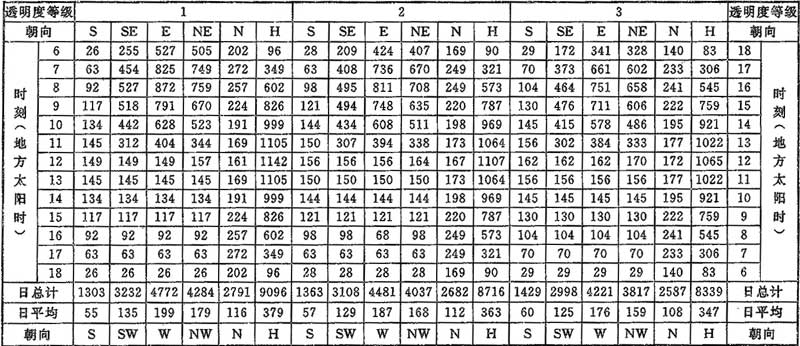 透明度等级 1 2 3 透明度等级
朝向 S SE E NE N H S SE E NE N H S SE E NE N H 朝向
时刻(地方太阳时) 6 26 255 527 505 202 96 28 209 424 407 169 90 29 172 341 328 140 83 18 时刻(地方太阳时)
7 63 454 825 749 272 349 63 408 736 670 249 321 70 373 661 602 233 306 17
8 92 527 872 759 257 602 98 495 811 708 249 573 104 464 751 658 241 545 16
9 117 518 791 670 224 826 121 494 748 635 220 787 130 476 711 606 222 759 15
10 134 442 628 523 191 999 144 434 608 511 198 969 145 415 578 486 195 921 14
11 145 312 404 344 169 1105 150 307 394 338 173 1064 156 302 384 333 177 1022 13
12 149 149 149 157 161 1142 156 156 156 164 167 1107 162 162 162 170 172 1065 12
13 145 145 145 145 169 1105 150 150 150 150 173 1064 156 156 156 156 177 1022 11
14 134 134 134 134 191 999 144 144 144 144 198 969 145 145 145 145 195 921 10
15 117 117 117 117 224 826 121 121 121 121 220 787 130 130 130 130 222 759 9
16 92 92 92 92 257 602 98 98 68 98 249 573 104 104 104 104 241 545 8
17 63 63 63 63 272 349 63 63 63 63 249 321 70 70 70 70 233 306 7
18 26 26 26 26 202 96 28 28 28 28 169 90 29 29 29 29 140 83 6
日总计 1303 3232 4772 4284 2791 9096 1363 3108 4481 4037 2682 8716 1429 2998 4221 3817 2587 8339 日总计
日平均 55 135 199 179 116 379 57 129 187 168 112 363 60 125 176 159 108 347 日平均
朝向 S SW W NW N H S SW W NW N H S SW W NW N H 朝向